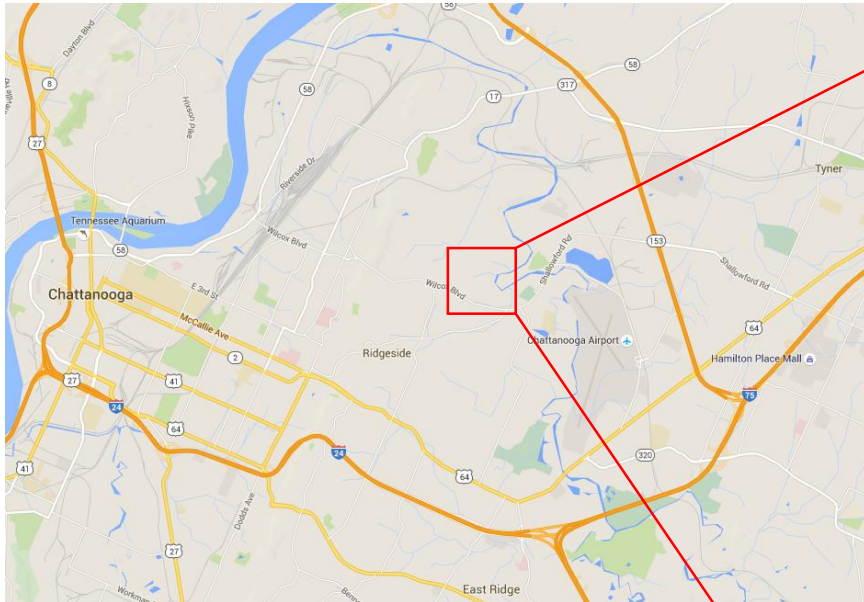 56
58
Dayton Blvd
8
58
58
317
17
Hixson Pike
27
Riverside Dr
Tyner
Tennessee Aquarium
Wilcox Blvd
58
153
Shallowford Rd
Shallowford Rd
E 3rd St
Wilcox Blvd
Chattanooga
McCallie Ave
64
Chattanooga Airport
Ridgeside
2
Hamilton Place Mall
27
41
75
24
64
24
320
41
64
Dodds Ave
27
East Ridge